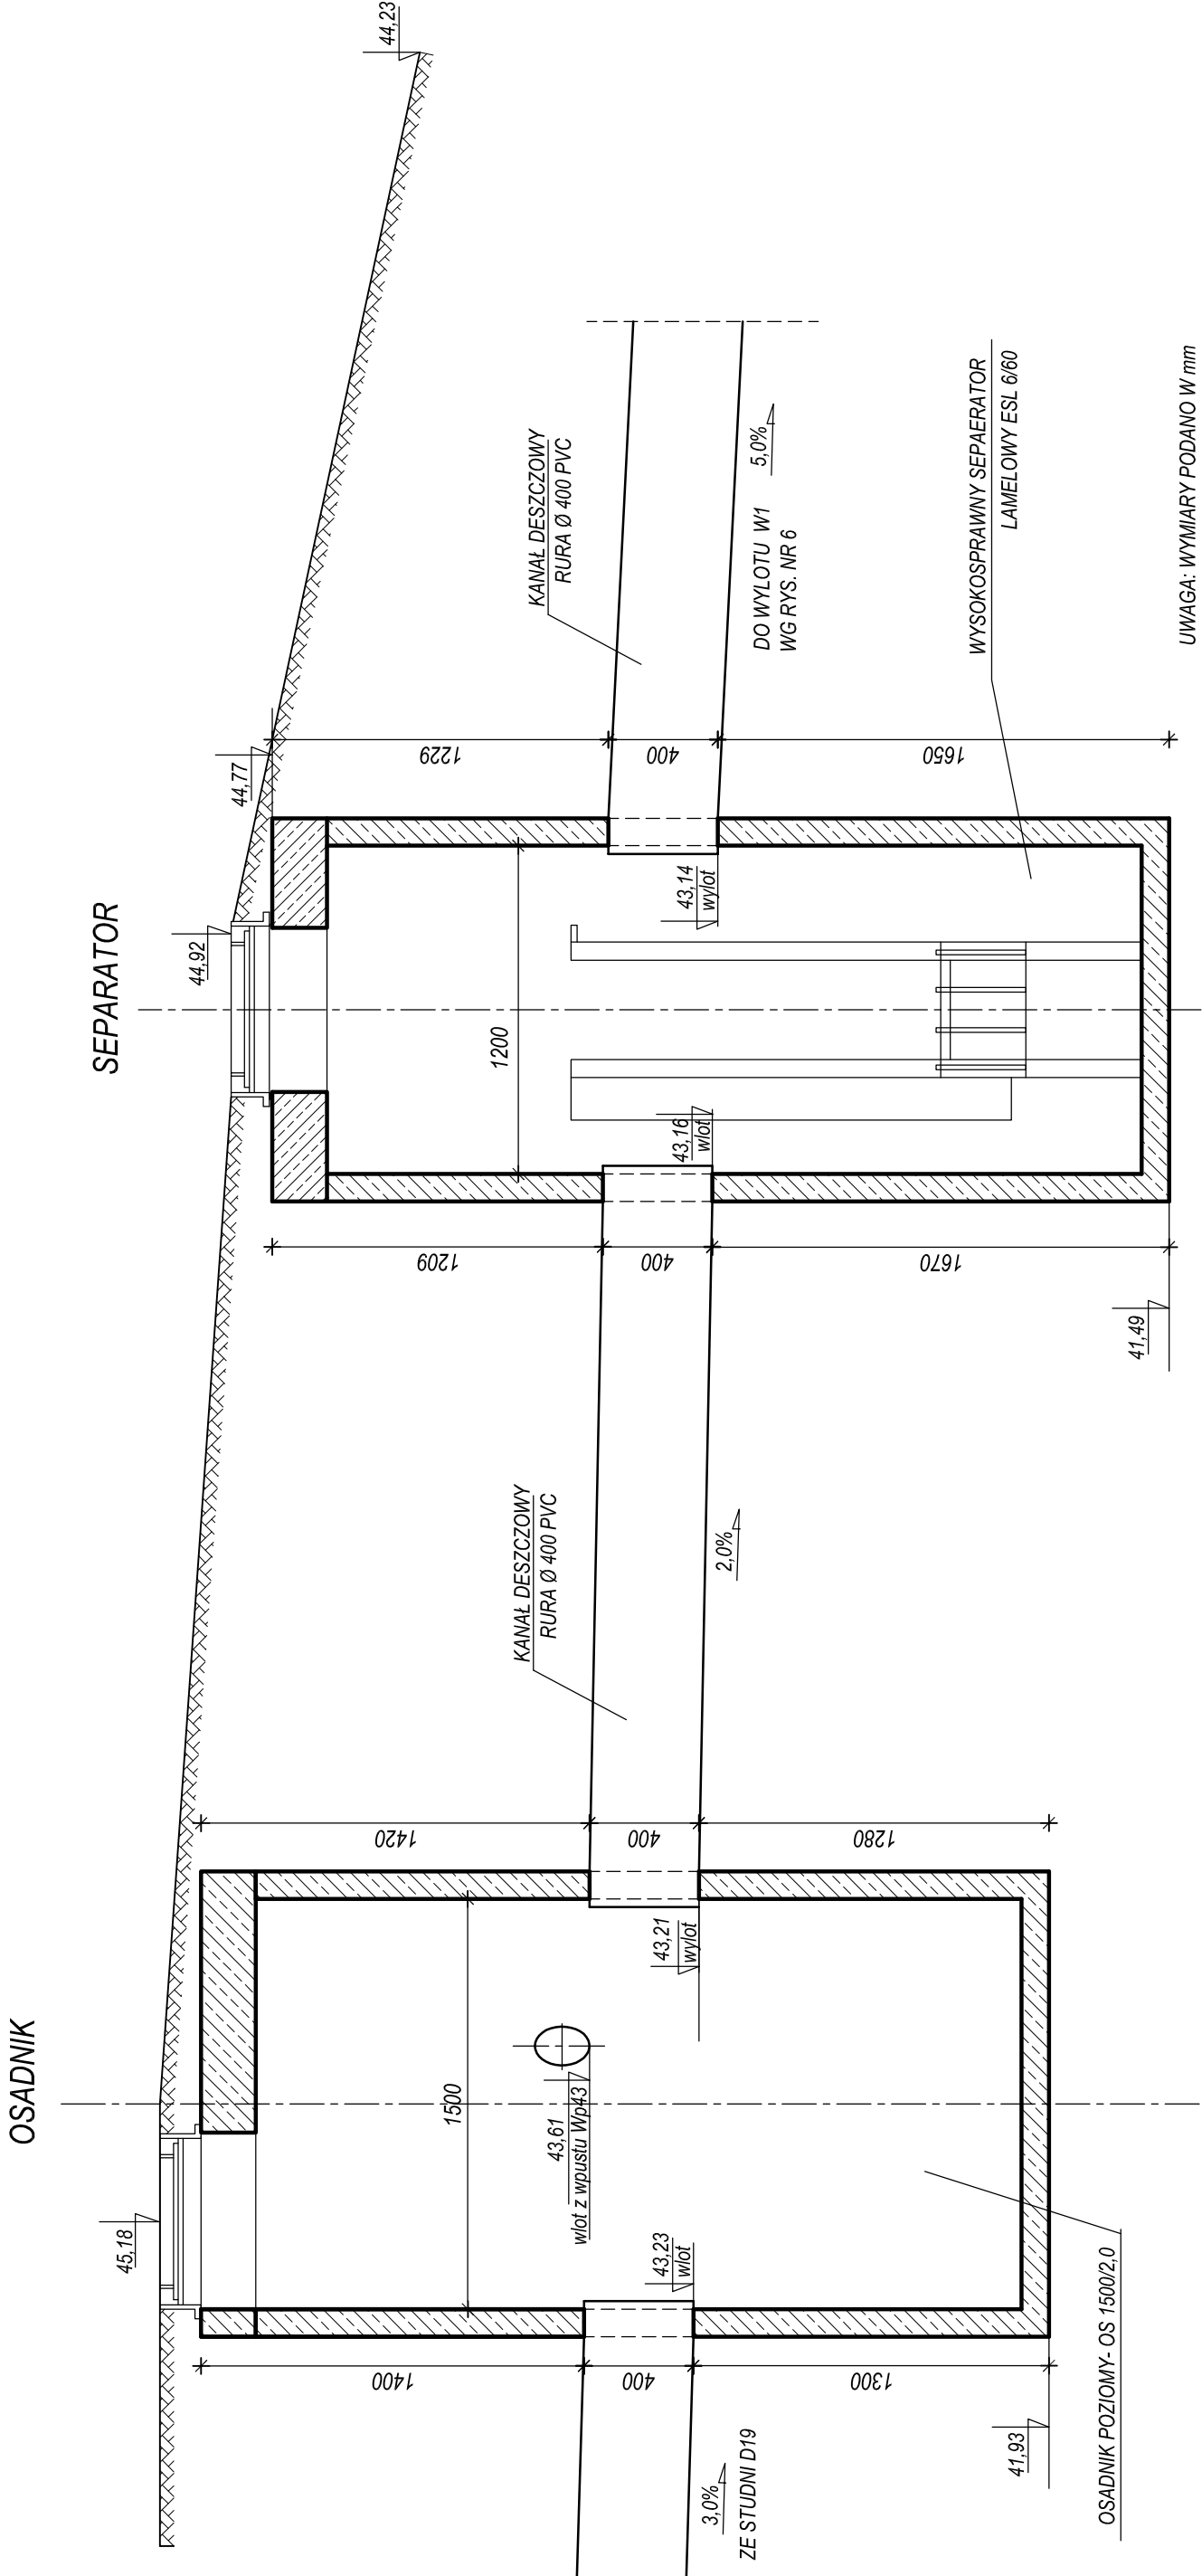 OSADNIK
SEPARATOR
45,18
44,92
44,77
44,23
1400
400
1300
41,93
3,0%
ZE STUDNI D19
43,23
wlot
43,61
wlot z wpustu Wp43
1500
43,21
wylot
OSADNIK POZIOMY- OS 1500/2,0
1420
400
1280
KANAŁ DESZCZOWY
RURA Ø 400 PVC
2,0%
1209
400
1670
41,49
43,16
wlot
1200
43,14
wylot
1229
400
1650
KANAŁ DESZCZOWY
RURA Ø 400 PVC
DO WYLOTU W1
WG RYS. NR 6
5,0%
WYSOKOSPRAWNY SEPAERATOR
LAMELOWY ESL 6/60
UWAGA: WYMIARY PODANO W mm